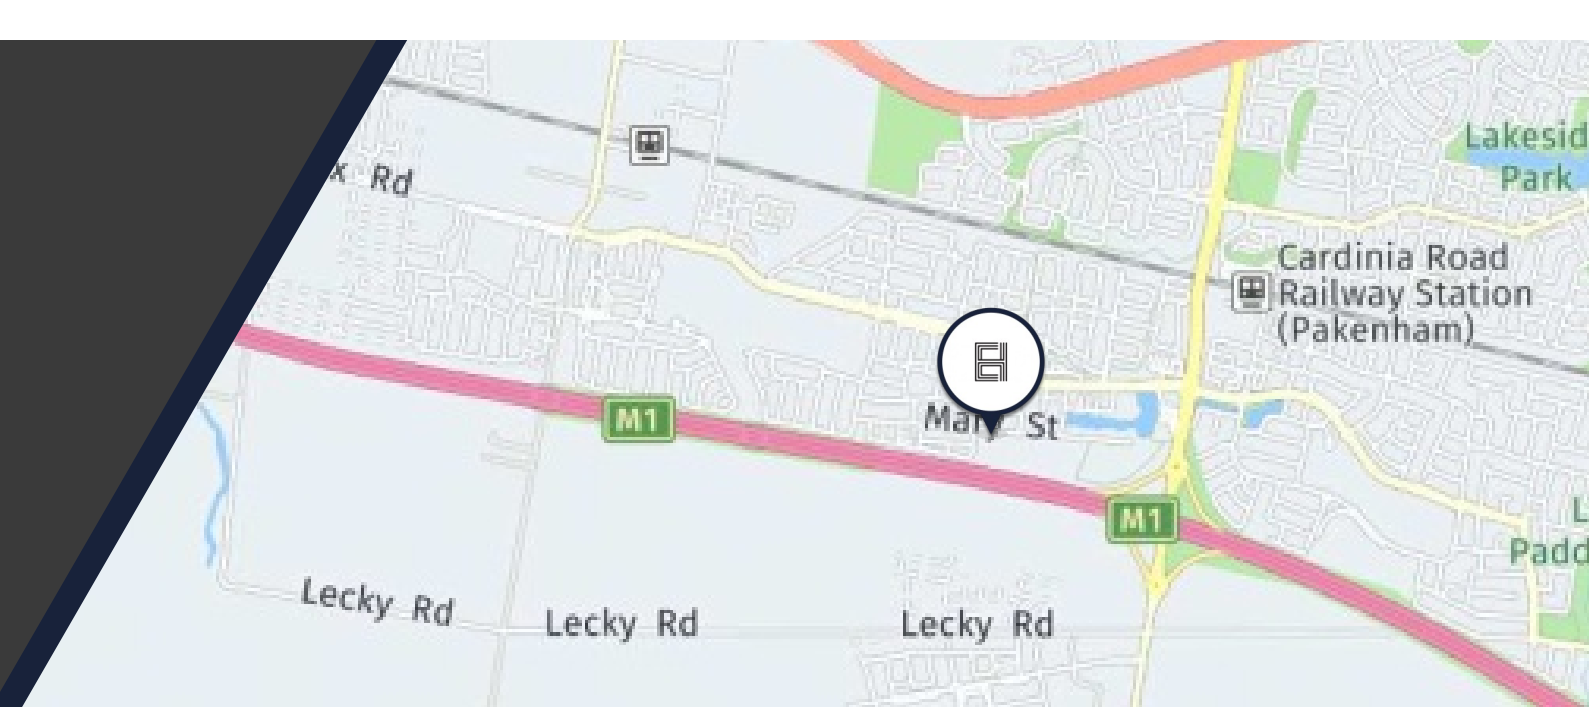 Rd
Lakesid
Park
Cardinia Road
Railway Station
(Pakenham)
M1
St
M1
L
Padd
Lecky Rd
Lecky Rd
Lecky Rd